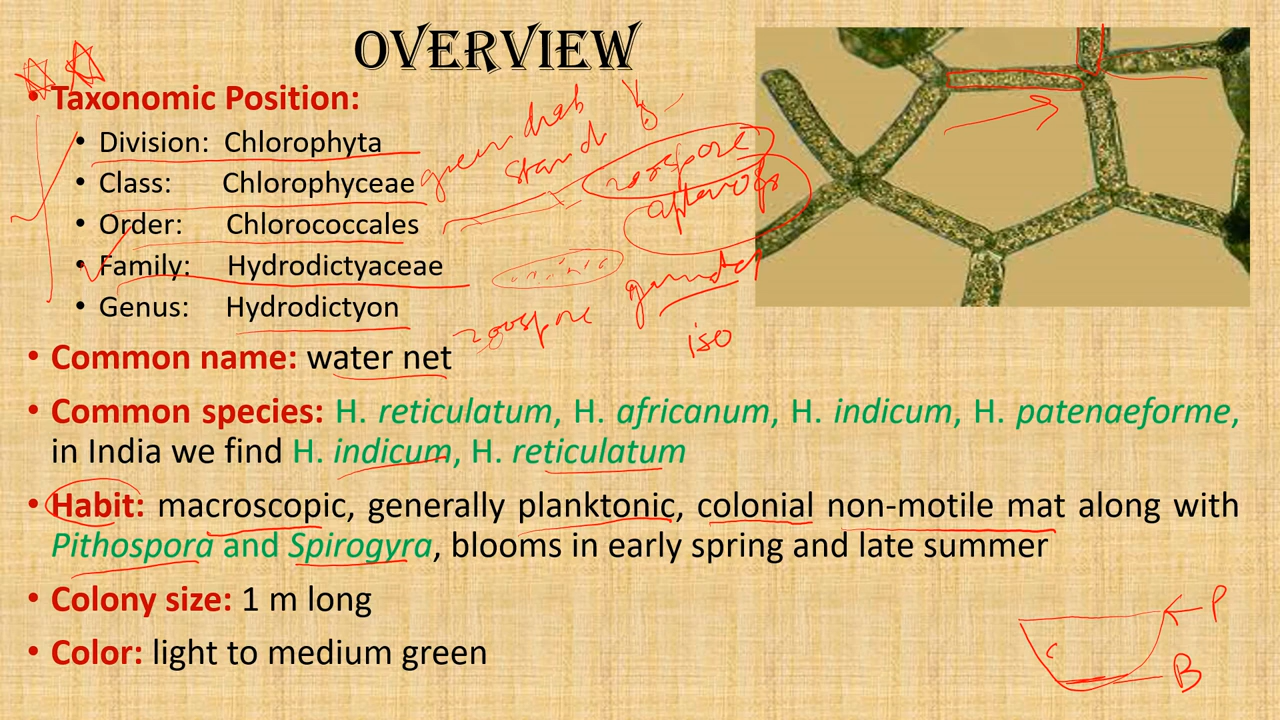 OVERVIEW
• Taxonomic Position:
• Division: Chlorophyta
• Class: Chlorophyceae
• Order: Chlorococcales
• Family: Hydrodictyaceae
• Genus: Hydrodictyon
zoospore
zoospore
iso
• Common name: water net
• Common species: H. reticulatum, H. africanum, H. indicum, H. patenaeforme,
in India we find H. indicum, H. reticulatum
• Habit: macroscopic, generally planktonic, colonial non-motile mat along with
Pithospora and Spirogyra, blooms in early spring and late summer
• Colony size: 1 m long
• Color: light to medium green
P
B